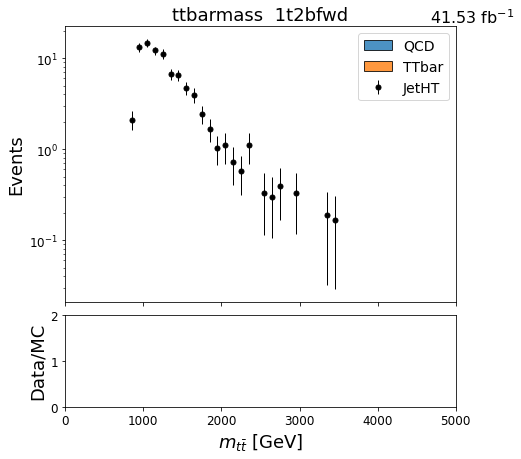 ttbarmass 1t2bfwd
41.53 fb⁻¹
QCD
TTbar
JetHT
Events
10¹
10⁰
10⁻¹
Data/MC
2
1
0
0 1000 2000 3000 4000 5000
m_{tt̄} [GeV]